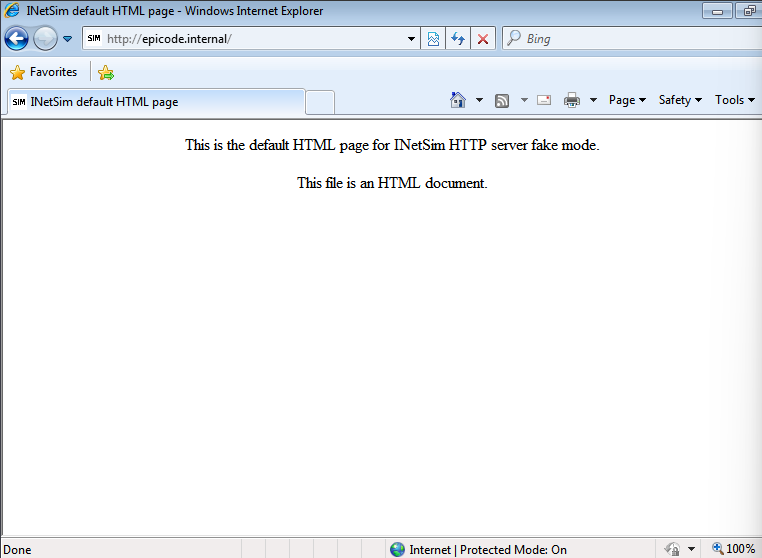 INetSim default HTML page - Windows Internet Explorer
SIM http://epicode.internal/
Bing
Favorites
SIM INetSim default HTML page
Page Safety Tools
This is the default HTML page for INetSim HTTP server fake mode.
This file is an HTML document.
Done
Internet | Protected Mode: On
100%